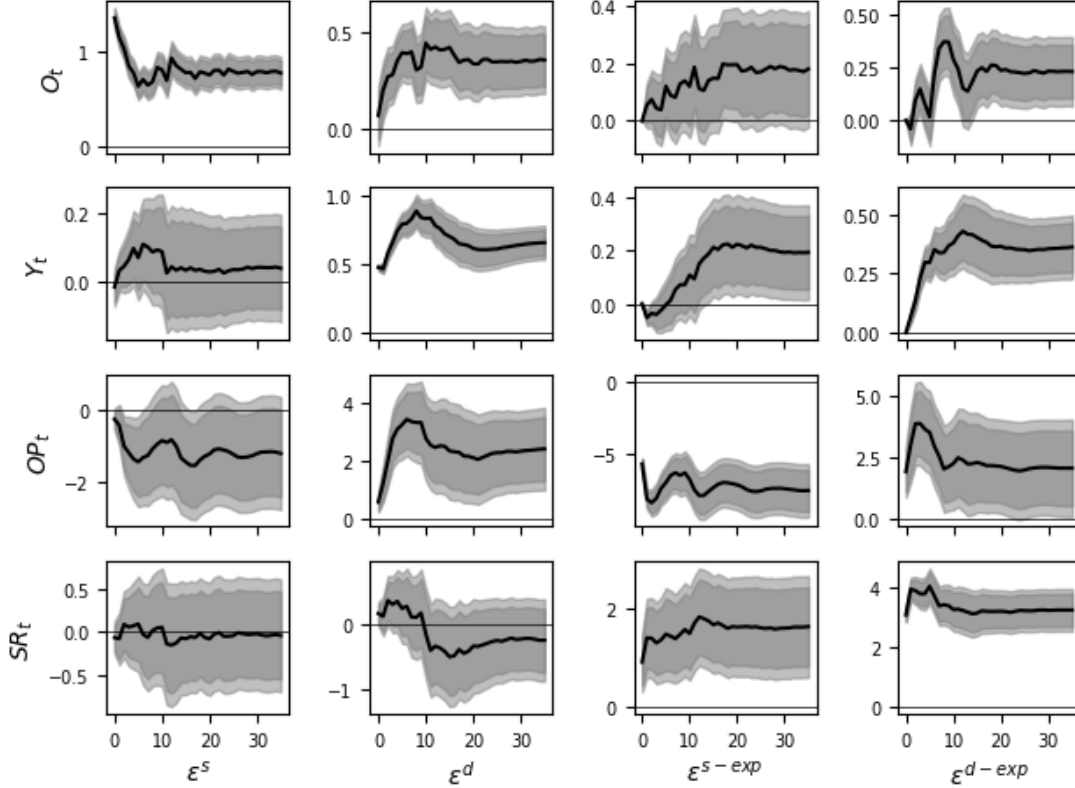 O_t 1 0 0.5 0.0 0.4 0.2 0.0 0.50 0.25 0.00
Y_t 0.2 0.0 1.0 0.5 0.0 0.4 0.2 0.0 0.50 0.25 0.00
OP_t 0 −2 4 2 0 0 −5 5.0 2.5 0.0
SR_t 0.5 0.0 −0.5 0 −1 2 0 4 2 0
0 10 20 30 0 10 20 30 0 10 20 30 0 10 20 30
ε^s ε^d ε^{s−exp} ε^{d−exp}